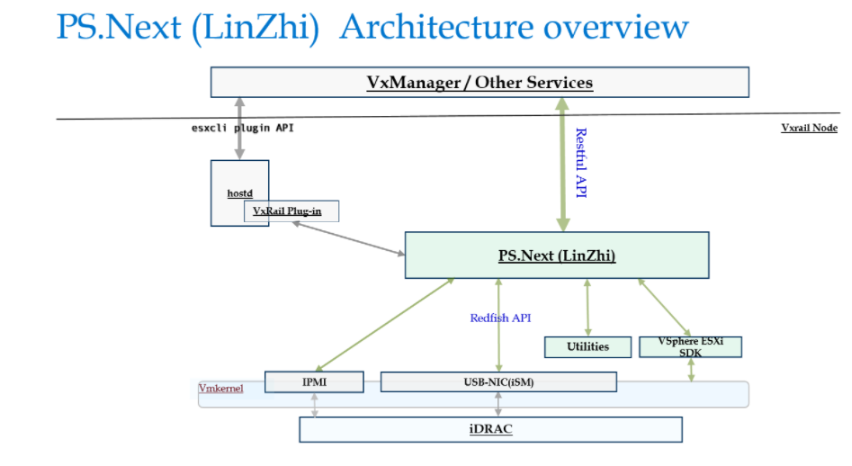 PS.Next (LinZhi)  Architecture overview
VxManager / Other Services
esxcli plugin API
Vxrail Node
Restful API
hostd
VxRail Plug-in
PS.Next (LinZhi)
Redfish API
Utilities
VSphere ESXi
SDK
IPMI
USB-NIC(iSM)
Vmkernel
iDRAC